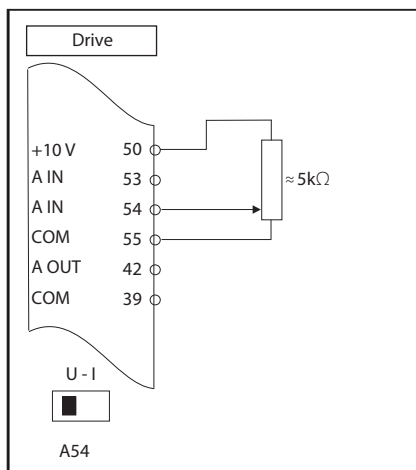 Drive
+10 V 50
A IN 53
A IN 54
COM 55
A OUT 42
COM 39
≈ 5kΩ
U - I
A54